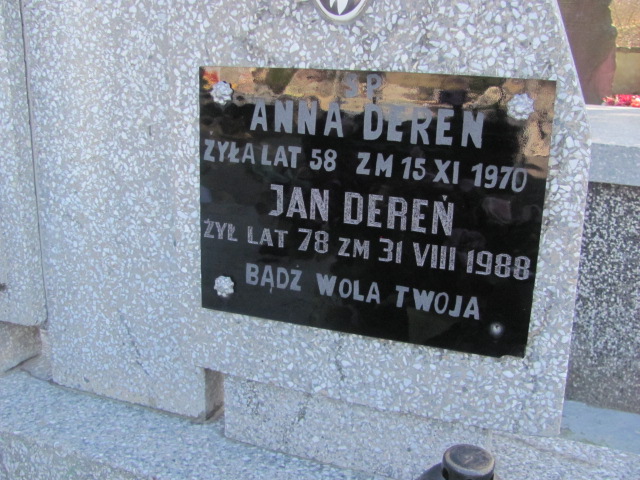 ŚP
ANNA DEREŃ
ŻYŁA LAT 58 ZM 15 XI 1970
JAN DEREŃ
ŻYŁ LAT 78 ZM 31 VIII 1988
BĄDŹ WOLA TWOJA